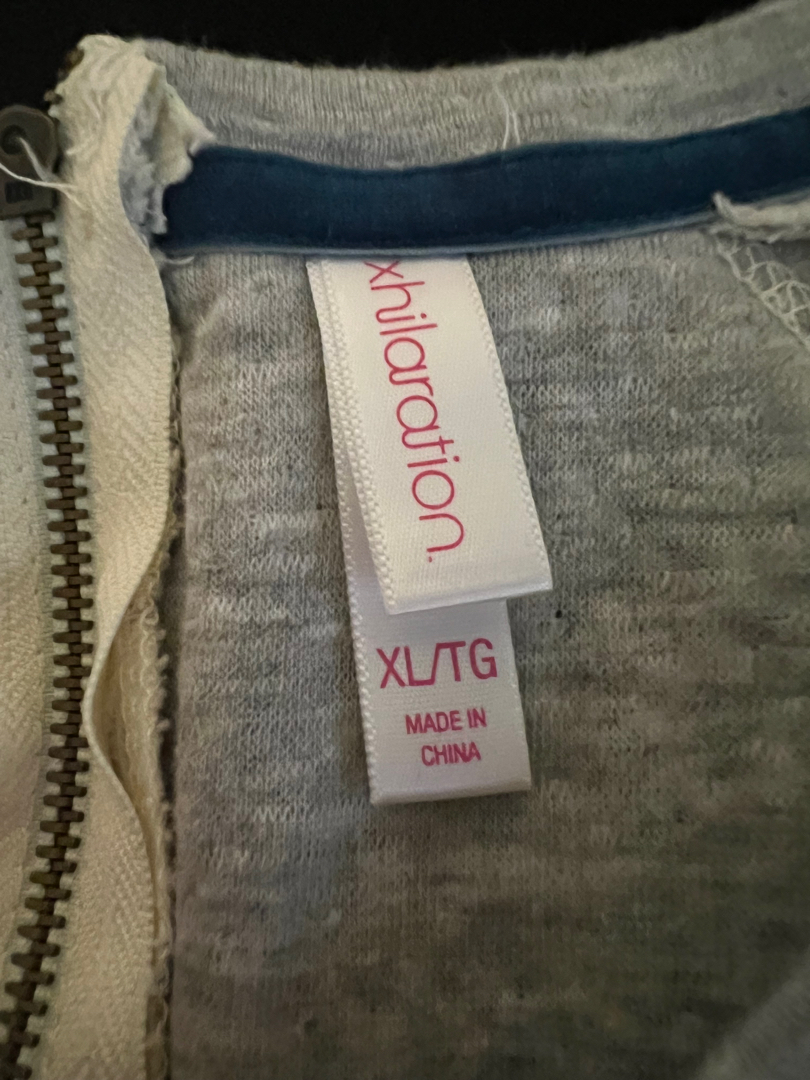 xhilaration.
XL/TG
MADE IN
CHINA